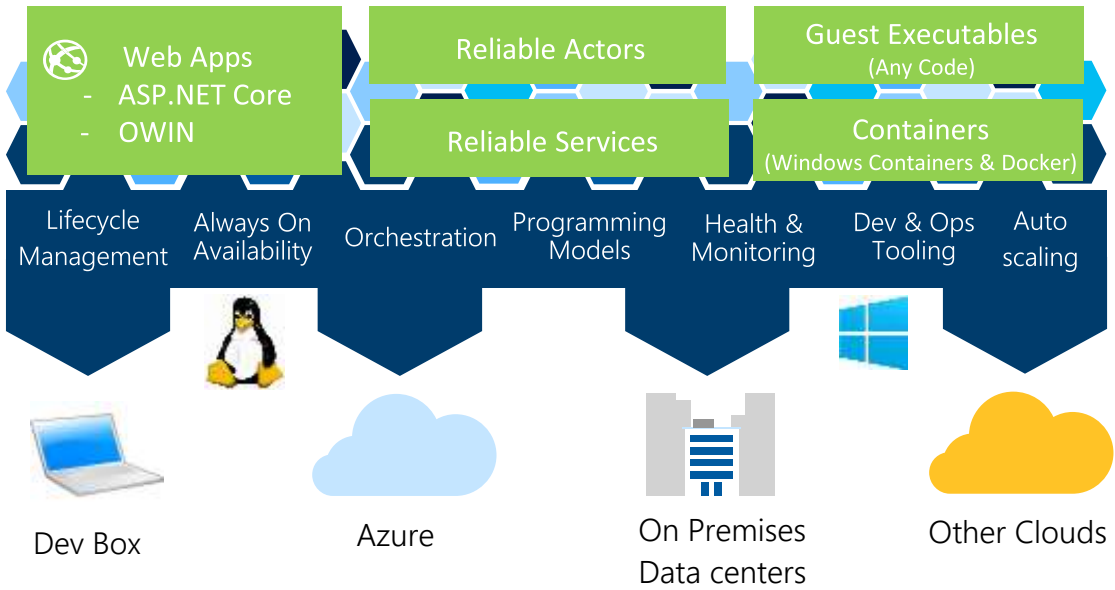 Web Apps
- ASP.NET Core
- OWIN
Reliable Actors
Reliable Services
Guest Executables
(Any Code)
Containers
(Windows Containers & Docker)
Lifecycle
Management
Always On
Availability
Orchestration
Programming
Models
Health &
Monitoring
Dev & Ops
Tooling
Auto
scaling
Dev Box
Azure
On Premises
Data centers
Other Clouds